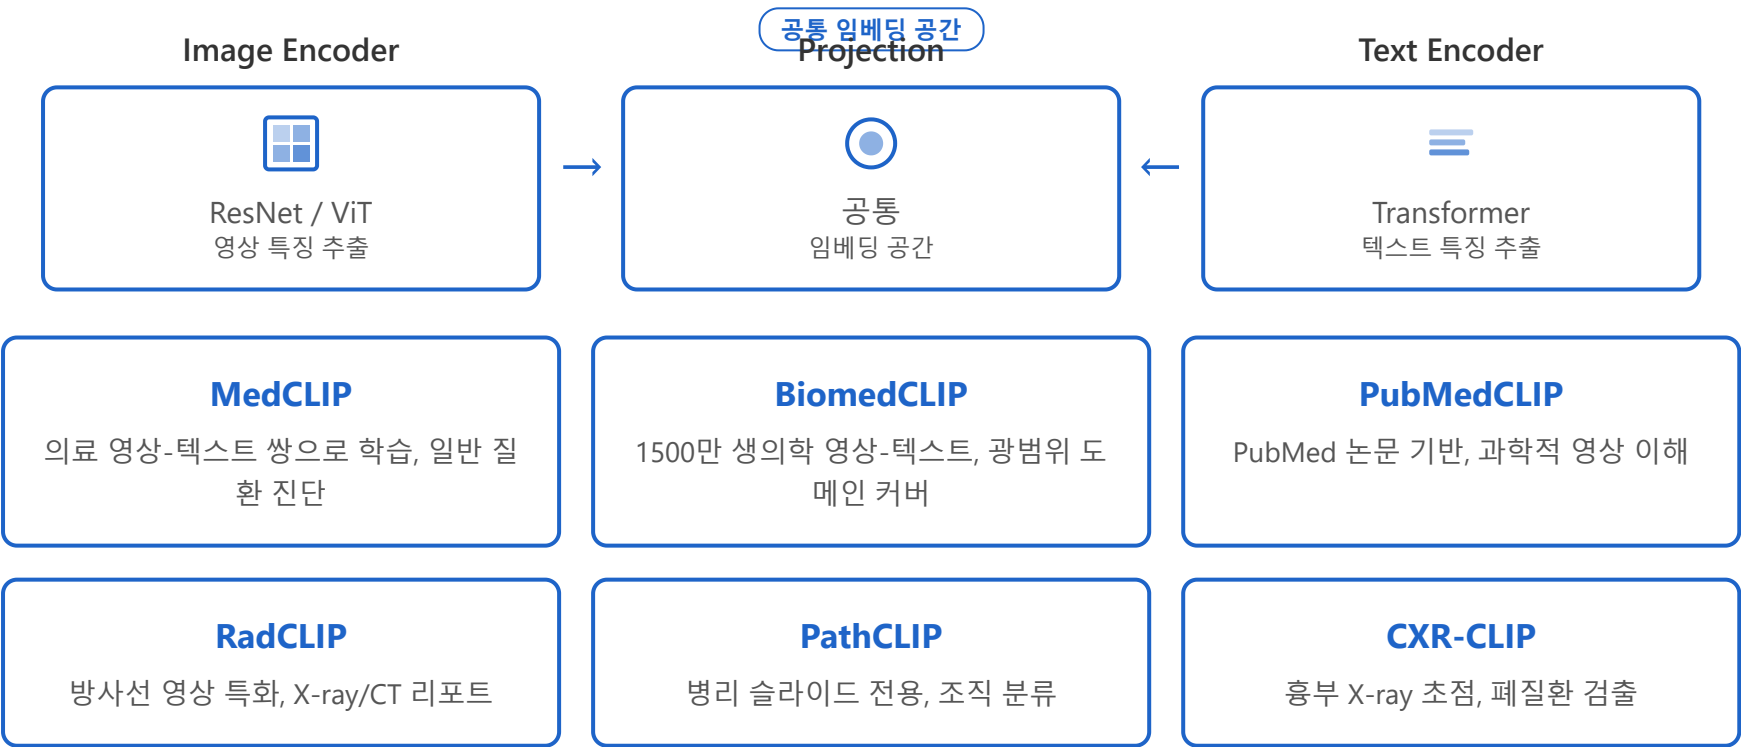 공통 임베딩 공간
Image Encoder
Projection
Text Encoder
ResNet / ViT
영상 특징 추출
→
공통
임베딩 공간
←
Transformer
텍스트 특징 추출
MedCLIP
의료 영상-텍스트 쌍으로 학습, 일반 질
환 진단
BiomedCLIP
1500만 생의학 영상-텍스트, 광범위 도
메인 커버
PubMedCLIP
PubMed 논문 기반, 과학적 영상 이해
RadCLIP
방사선 영상 특화, X-ray/CT 리포트
PathCLIP
병리 슬라이드 전용, 조직 분류
CXR-CLIP
흉부 X-ray 초점, 폐질환 검출